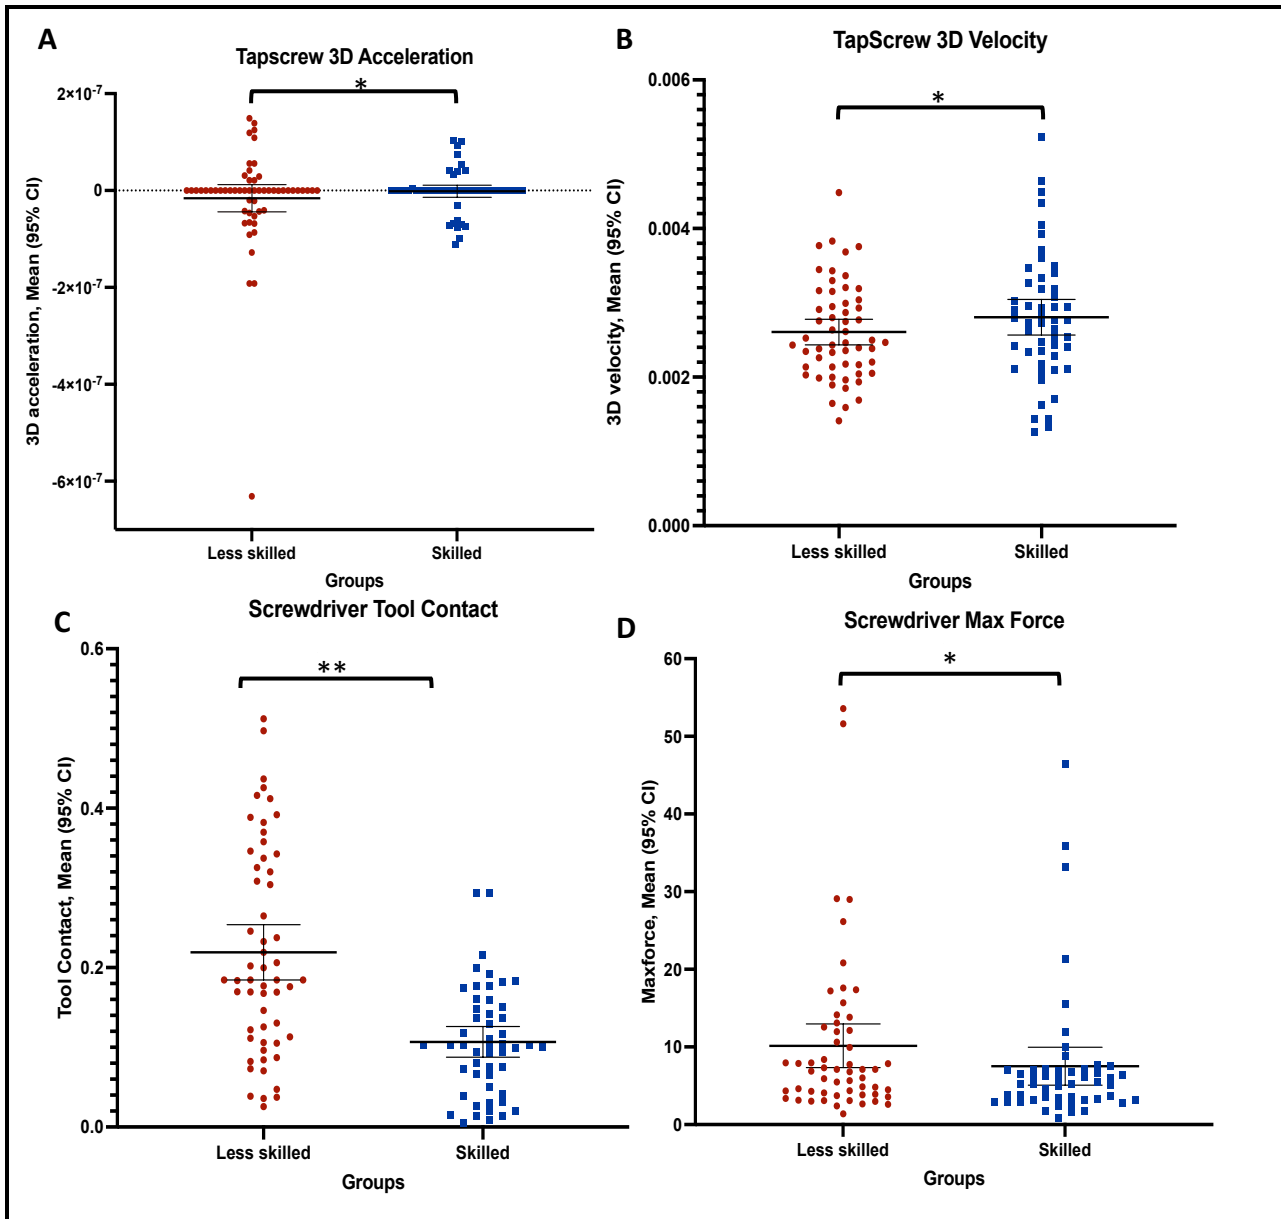 A
Tapscrew 3D Acceleration
*
2×10⁻⁷
0
-2×10⁻⁷
-4×10⁻⁷
-6×10⁻⁷
3D acceleration, Mean (95% CI)
Less skilled
Skilled
Groups
B
TapScrew 3D Velocity
*
0.006
0.004
0.002
0.000
3D velocity, Mean (95% CI)
Less skilled
Skilled
Groups
C
Screwdriver Tool Contact
**
0.6
0.4
0.2
0.0
Tool Contact, Mean (95% CI)
Less skilled
Skilled
Groups
D
Screwdriver Max Force
*
60
50
40
30
20
10
0
Maxforce, Mean (95% CI)
Less skilled
Skilled
Groups